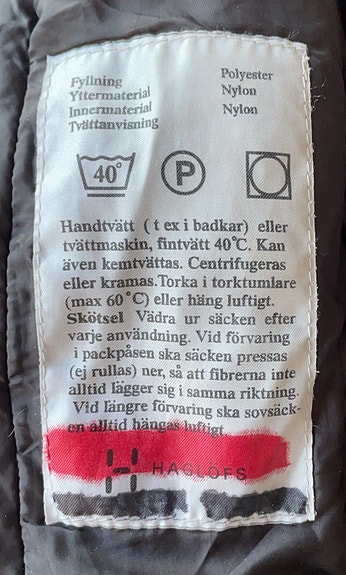 Fyllning Polyester
Yttermaterial Nylon
Innermaterial Nylon
Tvättanvisning
40°
P
Handtvätt (t ex i badkar) eller
tvättmaskin, fintvätt 40°C. Kan
även kemtvättas. Centrifugeras
eller kramas.Torka i torktumlare
(max 60°C) eller häng luftigt.
Skötsel Vädra ur säcken efter
varje användning. Vid förvaring
i packpåsen ska säcken pressas
(ej rullas) ner, så att fibrerna inte
alltid lägger sig i samma riktning.
Vid längre förvaring ska sovsäck-
en alltid hängas luftigt
HAGLÖFS